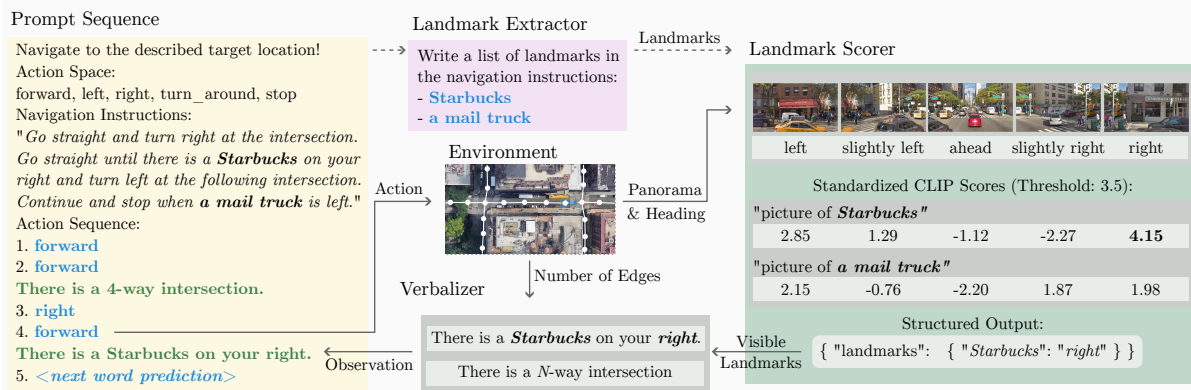 Prompt Sequence
Navigate to the described target location!
Action Space:
forward, left, right, turn_around, stop
Navigation Instructions:
"Go straight and turn right at the intersection.
Go straight until there is a Starbucks on your
right and turn left at the following intersection.
Continue and stop when a mail truck is left."
Action Sequence:
1. forward
2. forward
There is a 4-way intersection.
3. right
4. forward
There is a Starbucks on your right.
5. <next word prediction>
Landmark Extractor
Write a list of landmarks in
the navigation instructions:
- Starbucks
- a mail truck
Landmarks
Environment
Action
Panorama
& Heading
Number of Edges
Verbalizer
There is a Starbucks on your right.
There is a N-way intersection
Observation
Visible
Landmarks
Landmark Scorer
left slightly left ahead slightly right right
Standardized CLIP Scores (Threshold: 3.5):
"picture of Starbucks"
2.85 1.29 -1.12 -2.27 4.15
"picture of a mail truck"
2.15 -0.76 -2.20 1.87 1.98
Structured Output:
{ "landmarks": { "Starbucks": "right" } }